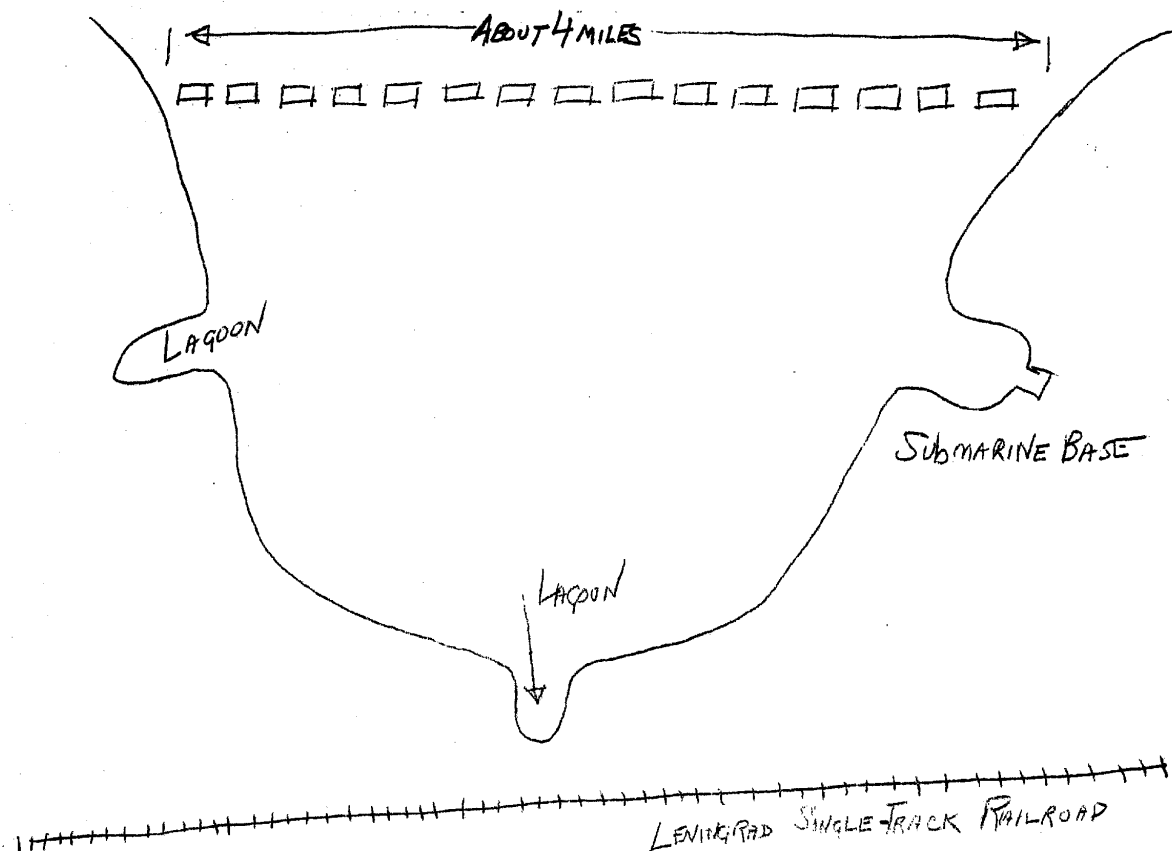 ABOUT 4 MILES
LAGOON
SUBMARINE BASE
LAGOON
LENINGRAD SINGLE-TRACK RAILROAD